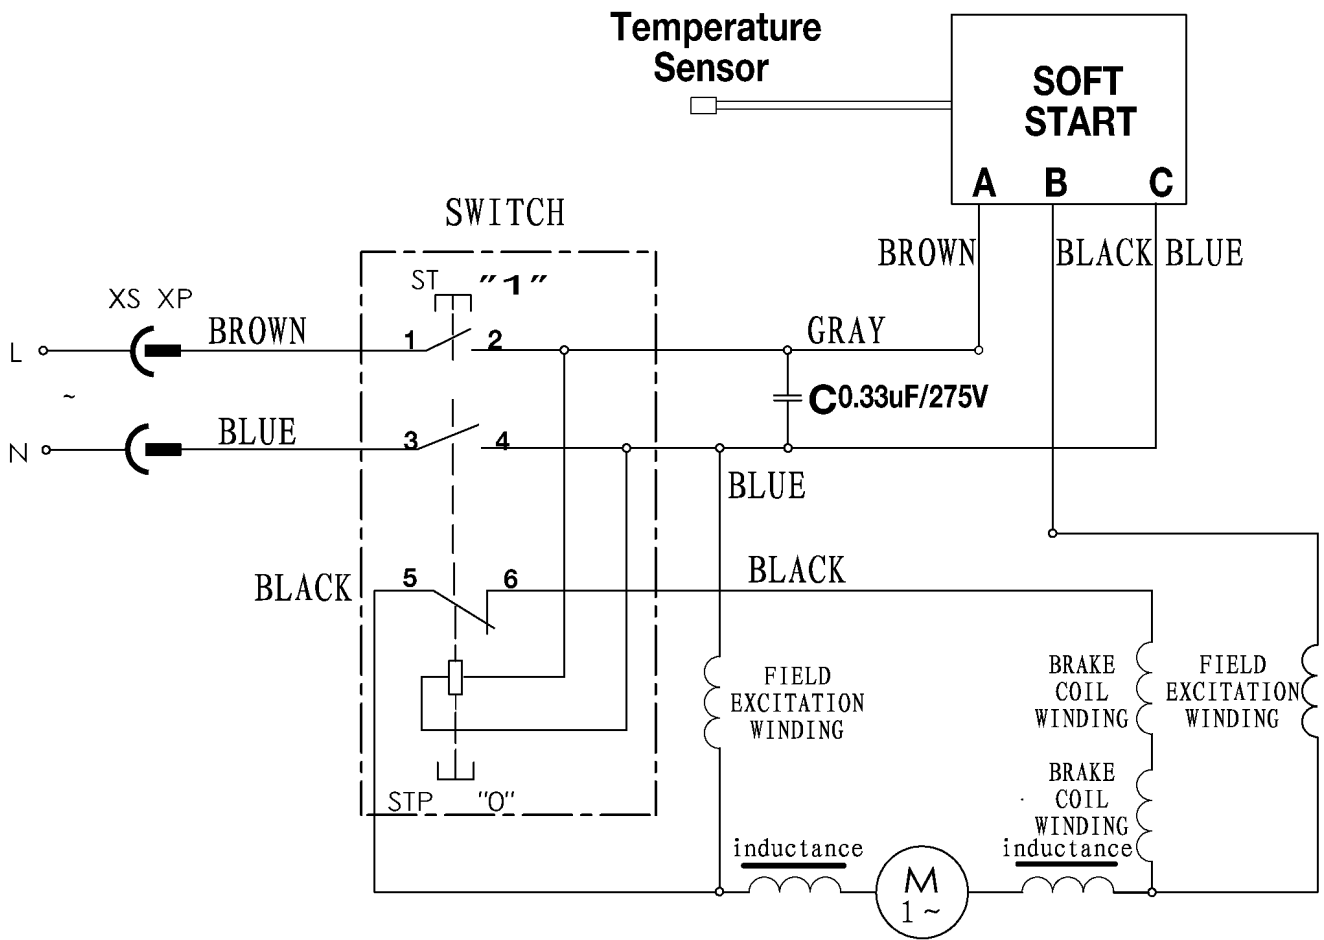 Temperature
Sensor
SOFT
START
A B C
SWITCH
BROWN BLACK BLUE
ST "1"
XS XP
BROWN 1 2 GRAY
L
~
C0.33uF/275V
BLUE 3 4
N
BLUE
BLACK 5 6 BLACK
FIELD
EXCITATION
WINDING
BRAKE
COIL
WINDING
FIELD
EXCITATION
WINDING
BRAKE
COIL
WINDING
STP "O"
inductance
inductance
M
1 ~